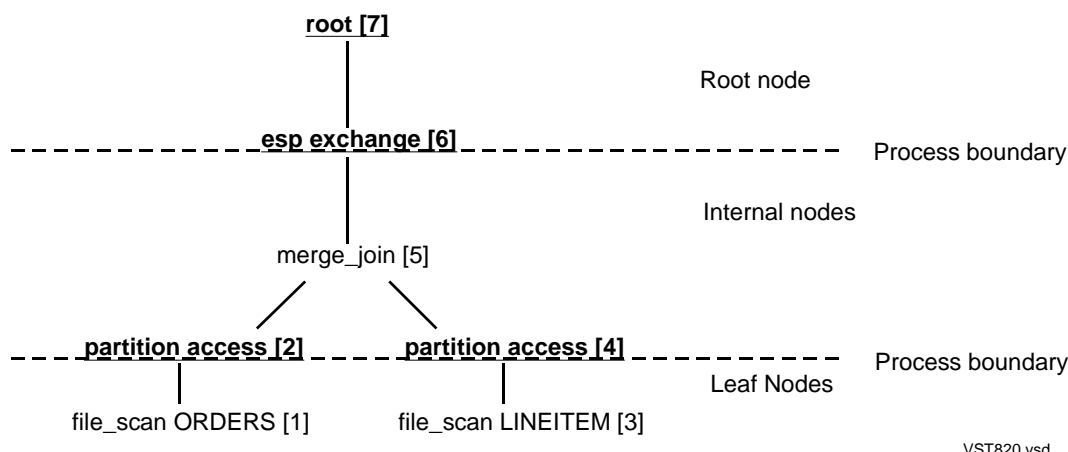 root [7]
Root node
esp exchange [6]
Process boundary
Internal nodes
merge_join [5]
partition access [2]
partition access [4]
Process boundary
Leaf Nodes
file_scan ORDERS [1]
file_scan LINEITEM [3]
VST820.vsd